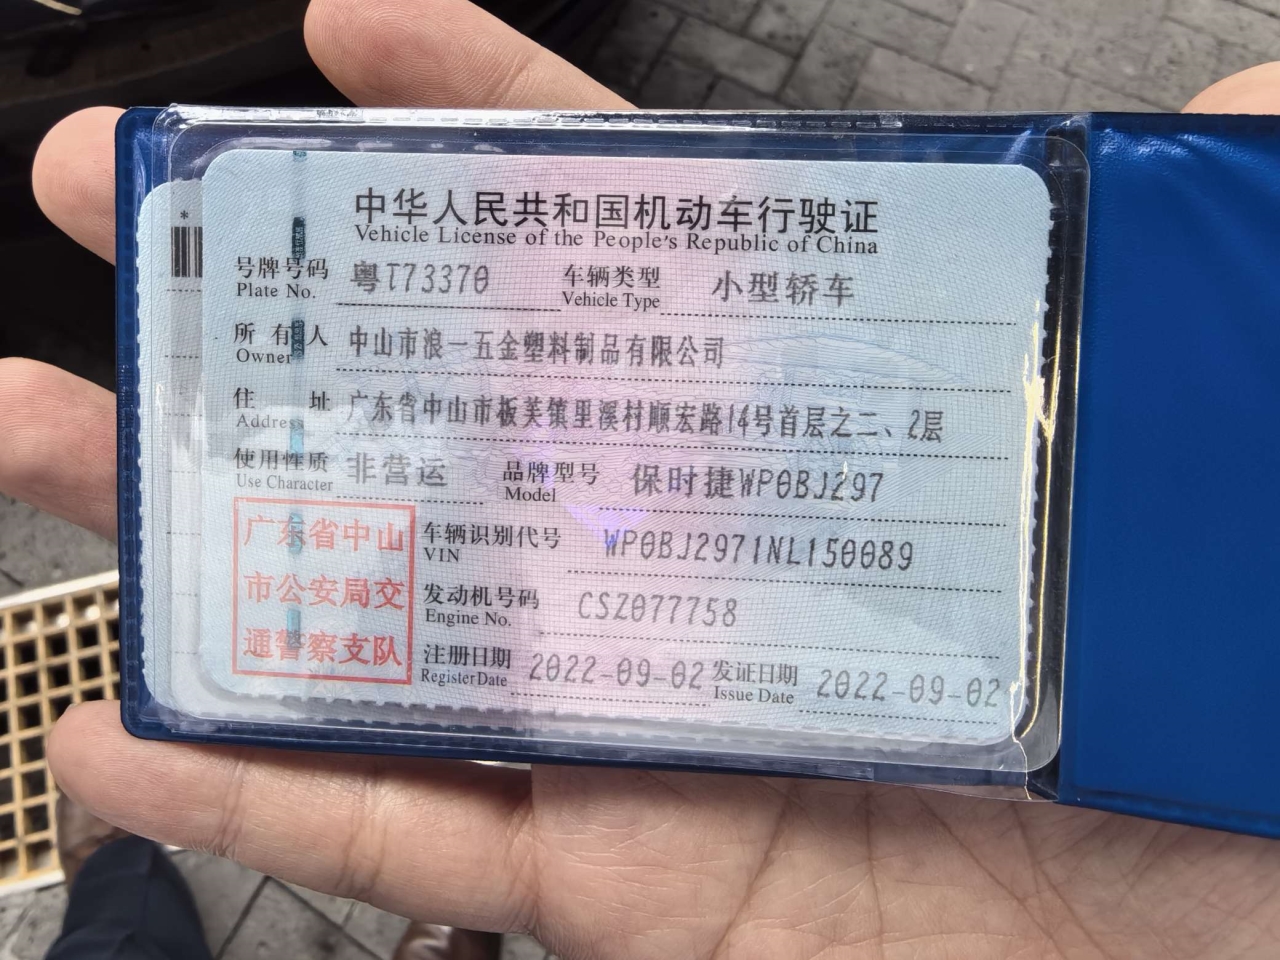 中华人民共和国机动车行驶证
Vehicle License of the People's Republic of China
号牌号码 粤T73370 车辆类型 小型轿车
Plate No. Vehicle Type
所有人 中山市浪一五金塑料制品有限公司
Owner
住址 广东省中山市板芙镇里溪村顺宏路14号首层之二、2层
Address
使用性质 非营运 品牌型号 保时捷WP0BJ297
Use Character Model
广东省中山
市公安局交
通警察支队
车辆识别代号 WP0BJ2971NL150089
VIN
发动机号码 CSZ077758
Engine No.
注册日期 2022-09-02 发证日期 2022-09-02
Register Date Issue Date